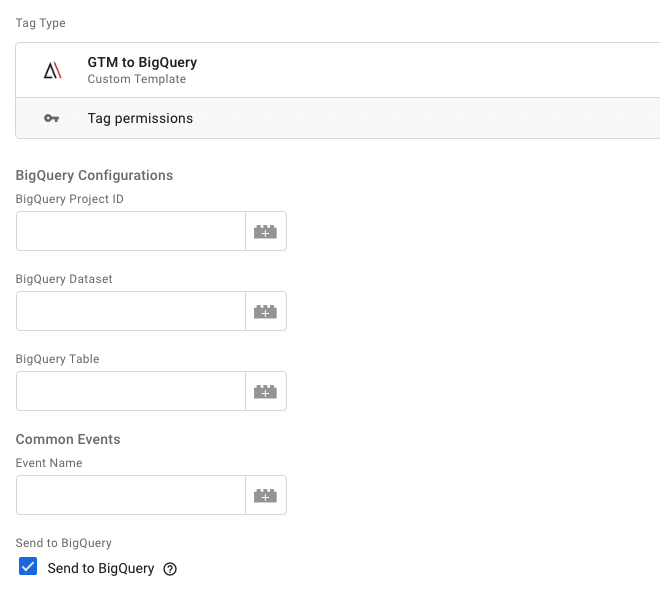 Tag Type
GTM to BigQuery
Custom Template
Tag permissions
BigQuery Configurations
BigQuery Project ID
BigQuery Dataset
BigQuery Table
Common Events
Event Name
Send to BigQuery
Send to BigQuery